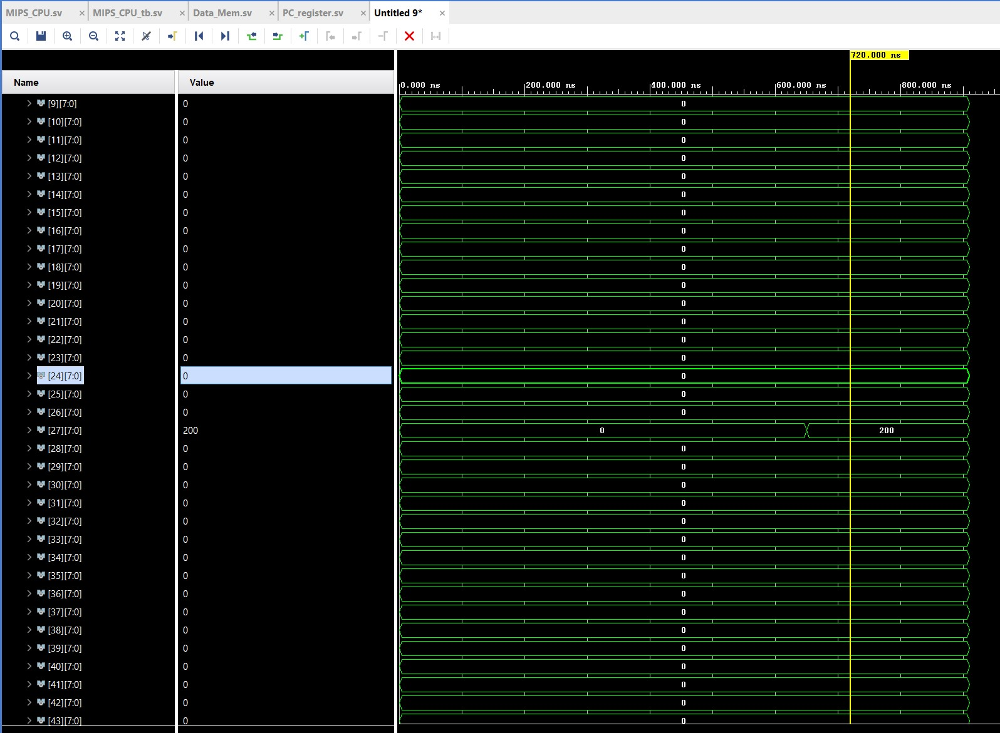 MIPS_CPU.sv × MIPS_CPU_tb.sv × Data_Mem.sv × PC_register.sv × Untitled 9* ×
720.000 ns
Name Value 0.000 ns 200.000 ns 400.000 ns 600.000 ns 800.000 ns
[9][7:0] 0 0
[10][7:0] 0 0
[11][7:0] 0 0
[12][7:0] 0 0
[13][7:0] 0 0
[14][7:0] 0 0
[15][7:0] 0 0
[16][7:0] 0 0
[17][7:0] 0 0
[18][7:0] 0 0
[19][7:0] 0 0
[20][7:0] 0 0
[21][7:0] 0 0
[22][7:0] 0 0
[23][7:0] 0 0
[24][7:0] 0 0
[25][7:0] 0 0
[26][7:0] 0 0
[27][7:0] 200 0 200
[28][7:0] 0 0
[29][7:0] 0 0
[30][7:0] 0 0
[31][7:0] 0 0
[32][7:0] 0 0
[33][7:0] 0 0
[34][7:0] 0 0
[35][7:0] 0 0
[36][7:0] 0 0
[37][7:0] 0 0
[38][7:0] 0 0
[39][7:0] 0 0
[40][7:0] 0 0
[41][7:0] 0 0
[42][7:0] 0 0
[43][7:0] 0 0